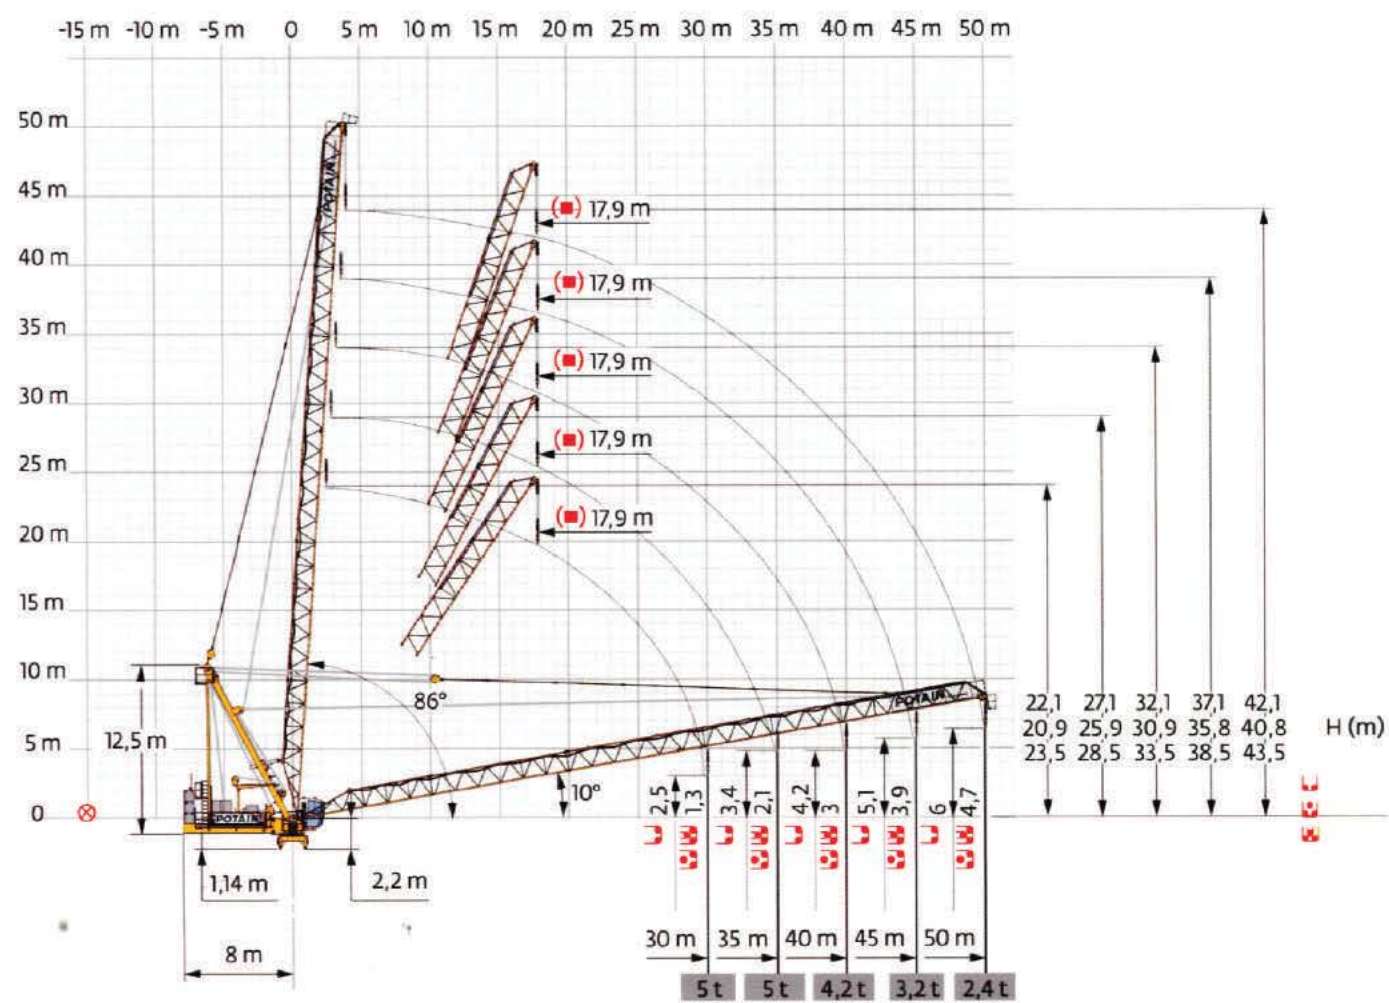 -15 m -10 m -5 m 0 5 m 10 m 15 m 20 m 25 m 30 m 35 m 40 m 45 m 50 m
50 m
POTAIN
45 m
17,9 m
40 m
17,9 m
35 m
17,9 m
30 m
17,9 m
25 m
17,9 m
20 m
15 m
10 m
86°
POTAIN
12,5 m
5 m
10°
0
POTAIN
22,1 27,1 32,1 37,1 42,1
20,9 25,9 30,9 35,8 40,8 H (m)
23,5 28,5 33,5 38,5 43,5
2,5 1,3 3,4 2,1 4,2 3 5,1 3,9 6 4,7
1,14 m 2,2 m
8 m
30 m 35 m 40 m 45 m 50 m
5 t 5 t 4,2 t 3,2 t 2,4 t